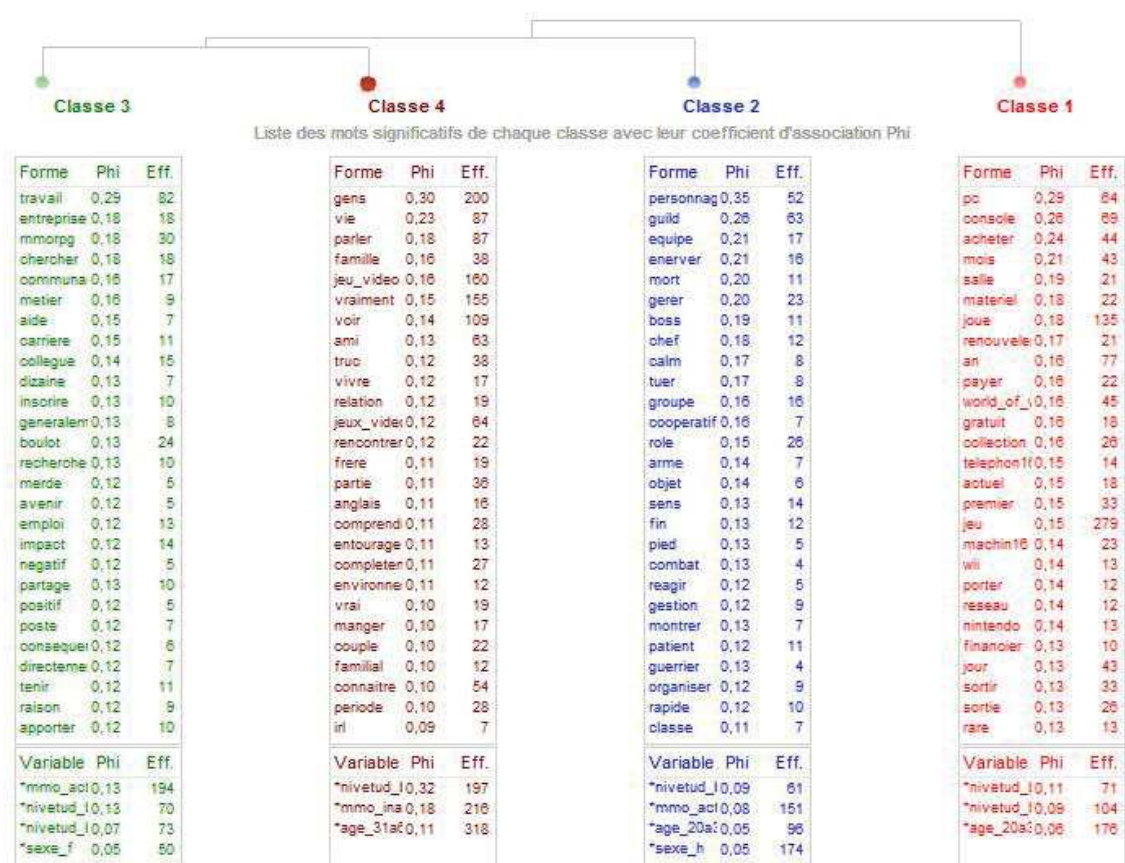 Classe 3
Classe 4
Classe 2
Classe 1
Liste des mots significatifs de chaque classe avec leur coefficient d'association Phi
Forme Phi Eff.
travail 0,29 82
entreprise 0,18 18
mmorpg 0,18 30
chercher 0,18 18
communa 0,16 17
metier 0,16 9
aide 0,15 7
carriere 0,15 11
collegue 0,14 15
dizaine 0,13 7
inscrire 0,13 10
generalem 0,13 8
boulot 0,13 24
recherche 0,13 10
merde 0,12 5
avenir 0,12 5
emploi 0,12 13
impact 0,12 14
negatif 0,12 5
partage 0,13 10
positif 0,12 5
poste 0,12 7
consequer 0,12 6
directeme 0,12 7
tenir 0,12 11
raison 0,12 9
apporter 0,12 10
Variable Phi Eff.
*mmo_act 0,13 194
*nivetud_ 0,13 70
*nivetud_ 0,07 73
*sexe_f 0,05 50
Forme Phi Eff.
gens 0,30 200
vie 0,23 87
parler 0,18 87
famille 0,16 38
jeu_video 0,16 160
vraiment 0,15 155
voir 0,14 109
ami 0,13 63
truc 0,12 38
vivre 0,12 17
relation 0,12 19
jeux_vide 0,12 64
rencontrer 0,12 22
frere 0,11 19
partie 0,11 36
anglais 0,11 16
comprend 0,11 28
entourage 0,11 13
completer 0,11 27
environne 0,11 12
vrai 0,10 19
manger 0,10 17
couple 0,10 22
familial 0,10 12
connaitre 0,10 54
periode 0,10 28
irl 0,09 7
Variable Phi Eff.
*nivetud_ 0,32 197
*mmo_ina 0,18 216
*age_31a 0,11 318
Forme Phi Eff.
personnag 0,35 52
guild 0,26 63
equipe 0,21 17
enerver 0,21 16
mort 0,20 11
gerer 0,20 23
boss 0,19 11
chef 0,18 12
calm 0,17 8
tuer 0,17 8
groupe 0,16 16
cooperatif 0,16 7
role 0,15 26
arme 0,14 7
objet 0,14 6
sens 0,13 14
fin 0,13 12
pied 0,13 5
combat 0,13 4
reagir 0,12 5
gestion 0,12 9
montrer 0,13 7
patient 0,12 11
guerrier 0,13 4
organiser 0,12 9
rapide 0,12 10
classe 0,11 7
Variable Phi Eff.
*nivetud_ 0,09 61
*mmo_act 0,08 151
*age_20a 0,05 96
*sexe_h 0,05 174
Forme Phi Eff.
pc 0,29 64
console 0,26 69
acheter 0,24 44
mois 0,21 43
salle 0,19 21
materiel 0,18 22
joue 0,18 135
renouvele 0,17 21
an 0,16 77
payer 0,16 22
world_of_ 0,16 45
gratuit 0,16 18
collection 0,16 26
telephon1 0,15 14
actuel 0,15 18
premier 0,15 33
jeu 0,15 279
machin16 0,14 23
wii 0,14 13
porter 0,14 12
reseau 0,14 12
nintendo 0,14 13
financier 0,13 10
jour 0,13 43
sortir 0,13 33
sortie 0,13 26
rare 0,13 13
Variable Phi Eff.
*nivetud_ 0,11 71
*nivetud_ 0,09 104
*age_20a 0,06 176